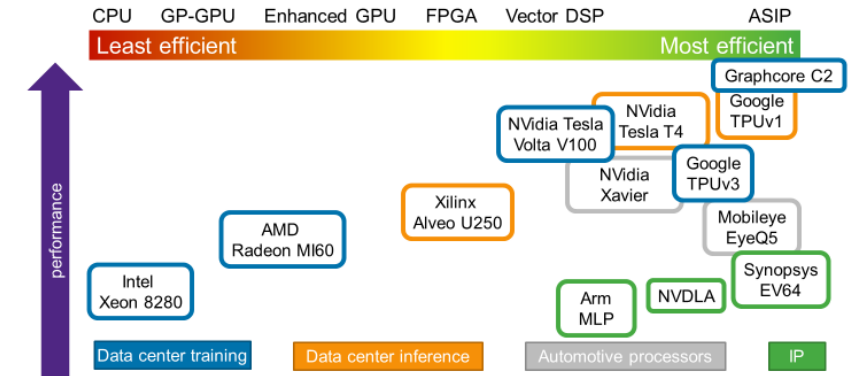 CPU GP-GPU Enhanced GPU FPGA Vector DSP ASIP
Least efficient Most efficient
performance
Graphcore C2
Google
TPUv1
NVidia
Tesla T4
NVidia Tesla
Volta V100
Google
TPUv3
NVidia
Xavier
Xilinx
Alveo U250
AMD
Radeon MI60
Mobileye
EyeQ5
Intel
Xeon 8280
Synopsys
EV64
Arm
MLP
NVDLA
Data center training
Data center inference
Automotive processors
IP